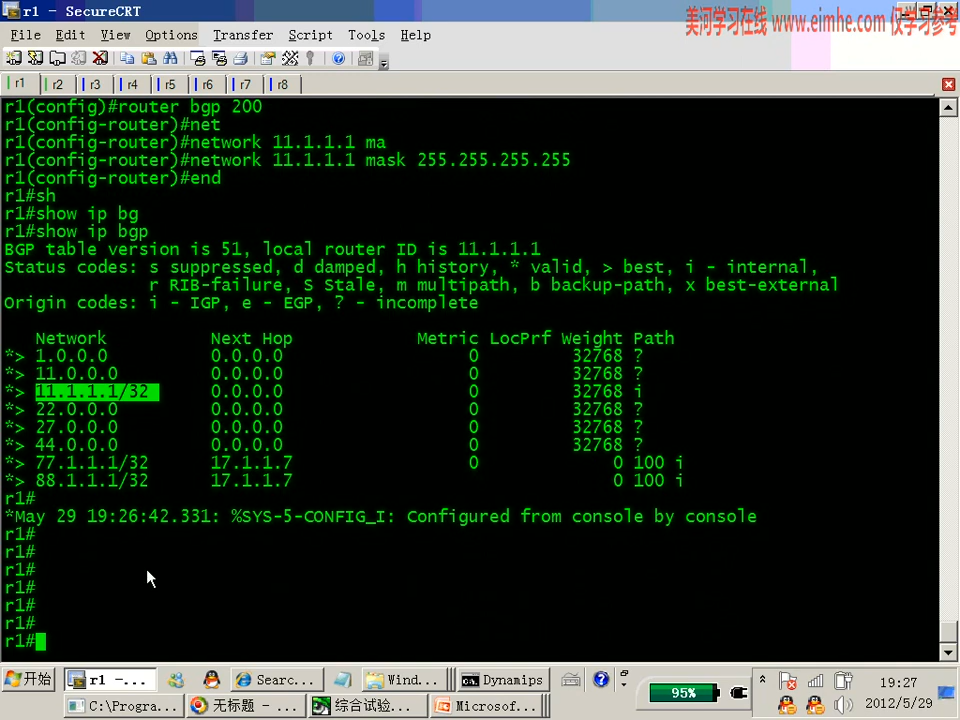 r1 - SecureCRT
美河学习在线 www.eimhe.com 仅学习参考
File Edit View Options Transfer Script Tools Help
r1 r2 r3 r4 r5 r6 r7 r8
r1(config)#router bgp 200
r1(config-router)#net
r1(config-router)#network 11.1.1.1 ma
r1(config-router)#network 11.1.1.1 mask 255.255.255.255
r1(config-router)#end
r1#sh
r1#show ip bg
r1#show ip bgp
BGP table version is 51, local router ID is 11.1.1.1
Status codes: s suppressed, d damped, h history, * valid, > best, i - internal,
r RIB-failure, S Stale, m multipath, b backup-path, x best-external
Origin codes: i - IGP, e - EGP, ? - incomplete
Network Next Hop Metric LocPrf Weight Path
*> 1.0.0.0 0.0.0.0 0 32768 ?
*> 11.0.0.0 0.0.0.0 0 32768 ?
*> 11.1.1.1/32 0.0.0.0 0 32768 i
*> 22.0.0.0 0.0.0.0 0 32768 ?
*> 27.0.0.0 0.0.0.0 0 32768 ?
*> 44.0.0.0 0.0.0.0 0 32768 ?
*> 77.1.1.1/32 17.1.1.7 0 0 100 i
*> 88.1.1.1/32 17.1.1.7 0 100 i
r1#
*May 29 19:26:42.331: %SYS-5-CONFIG_I: Configured from console by console
r1#
r1#
r1#
r1#
r1#
r1#
r1#
开始 r1 -... Searc... Wind... Dynamips 95% 19:27
C:\Progra... 无标题 - ... 综合试验... Microsof... 2012/5/29